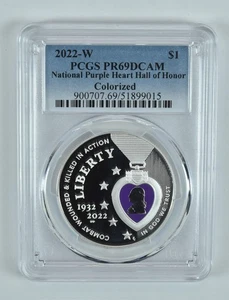 2022-W $1
PCGS PR69DCAM
National Purple Heart Hall of Honor
Colorized
900707.69/51899015
COMBAT WOUNDED & KILLED IN ACTION
LIBERTY
1932
2022
IN GOD WE TRUST